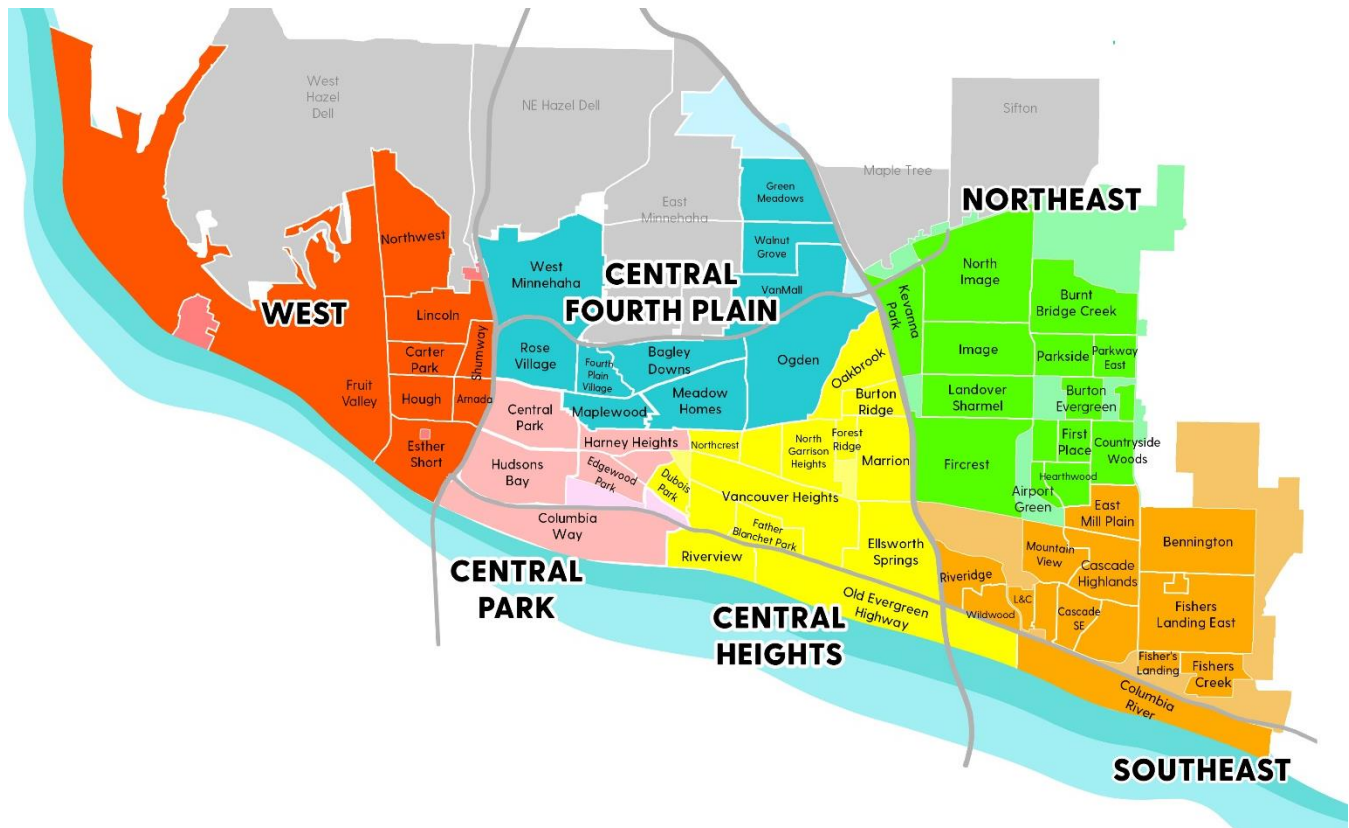 West
Hazel
Dell
NE Hazel Dell
Sifton
Maple Tree
East
Minnehaha
Green
Meadows
NORTHEAST
Northwest
West
Minnehaha
CENTRAL
FOURTH PLAIN
Walnut
Grove
VanMall
Kevanna
Park
North
Image
Burnt
Bridge Creek
WEST
Lincoln
Shumway
Carter
Park
Fruit
Valley
Hough
Arnada
Esther
Short
Rose
Village
Fourth
Plain
Village
Bagley
Downs
Ogden
Meadow
Homes
Maplewood
Oakbrook
Burton
Ridge
Image
Parkside
Parkway
East
Landover
Sharmel
Burton
Evergreen
Central
Park
Harney Heights
Northcrest
North
Garrison
Heights
Forest
Ridge
Marrion
Fircrest
First
Place
Countryside
Woods
Hearthwood
Airport
Green
Hudsons
Bay
Edgewood
Park
Dubois
Park
Vancouver Heights
Father
Blanchet Park
Columbia
Way
Riverview
Ellsworth
Springs
East
Mill Plain
Bennington
Mountain
View
Cascade
Highlands
Riveridge
Wildwood
L&C
Cascade
SE
Fishers
Landing East
CENTRAL
PARK
CENTRAL
HEIGHTS
Old Evergreen
Highway
Fisher's
Landing
Fishers
Creek
Columbia
River
SOUTHEAST